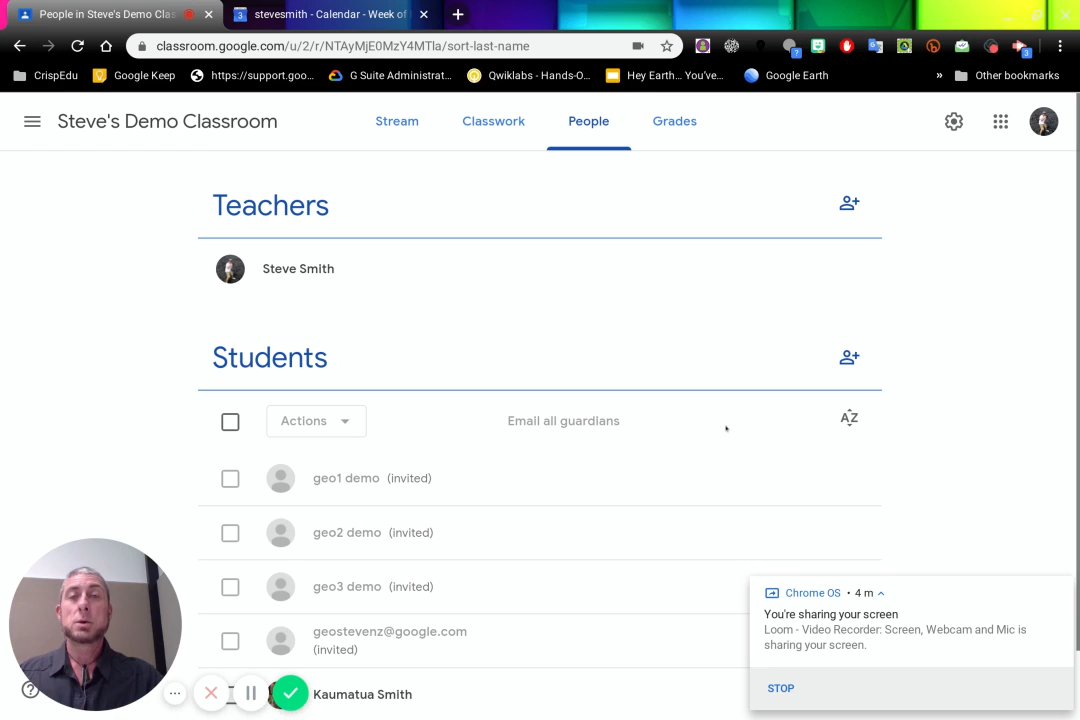 People in Steve's Demo Clas
stevesmith - Calendar - Week of
classroom.google.com/u/2/r/NTAyMjE0MzY4MTla/sort-last-name
CrispEdu
Google Keep
https://support.goo...
G Suite Administrat...
Qwiklabs - Hands-O...
Hey Earth... You've...
Google Earth
»
Other bookmarks
Steve's Demo Classroom
Stream
Classwork
People
Grades
Teachers
Steve Smith
Students
Actions
Email all guardians
AZ
geo1 demo (invited)
geo2 demo (invited)
geo3 demo (invited)
geostevenz@google.com
(invited)
Kaumatua Smith
Chrome OS • 4 m
You're sharing your screen
Loom - Video Recorder: Screen, Webcam and Mic is
sharing your screen.
STOP